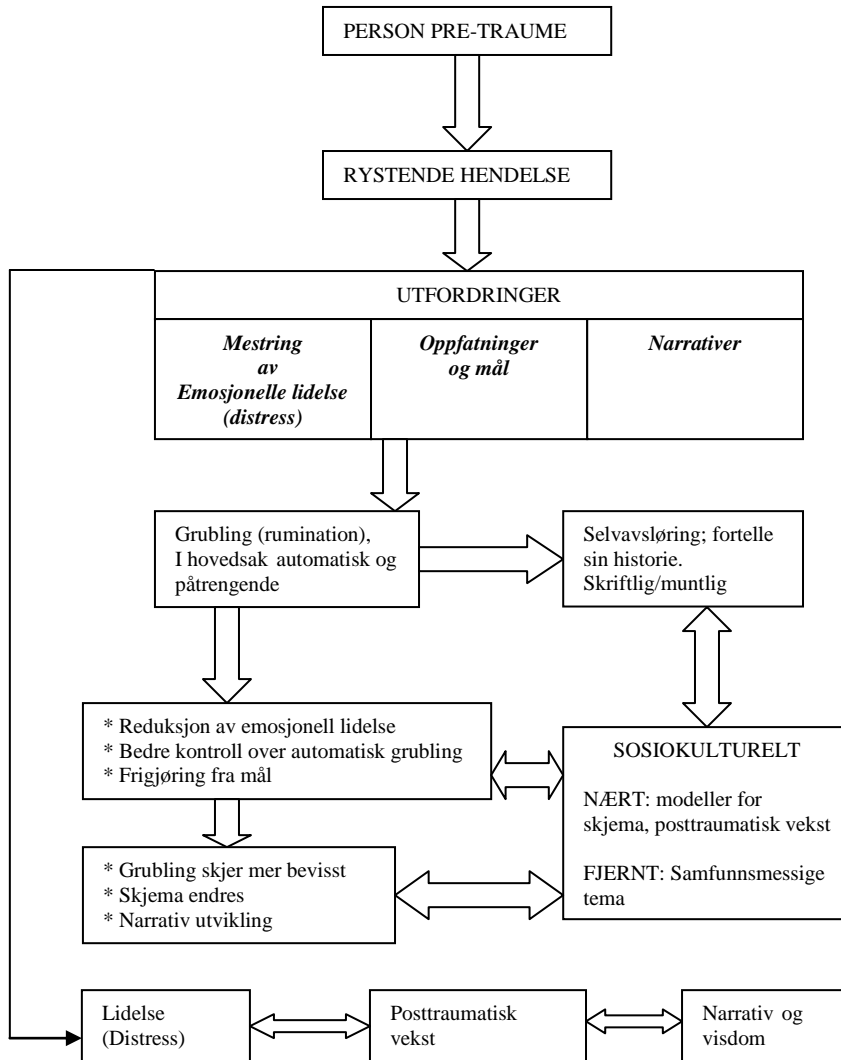 PERSON PRE-TRAUME
RYSTENDE HENDELSE
UTFORDRINGER
Mestring
av
Emosjonelle lidelse
(distress)
Oppfatninger
og mål
Narrativer
Grubling (rumination),
I hovedsak automatisk og
påtrengende
Selvavsløring; fortelle
sin historie.
Skriftlig/muntlig
* Reduksjon av emosjonell lidelse
* Bedre kontroll over automatisk grubling
* Frigjøring fra mål
SOSIOKULTURELT
NÆRT: modeller for
skjema, posttraumatisk vekst
FJERNT: Samfunnsmessige
tema
* Grubling skjer mer bevisst
* Skjema endres
* Narrativ utvikling
Lidelse
(Distress)
Posttraumatisk
vekst
Narrativ og
visdom